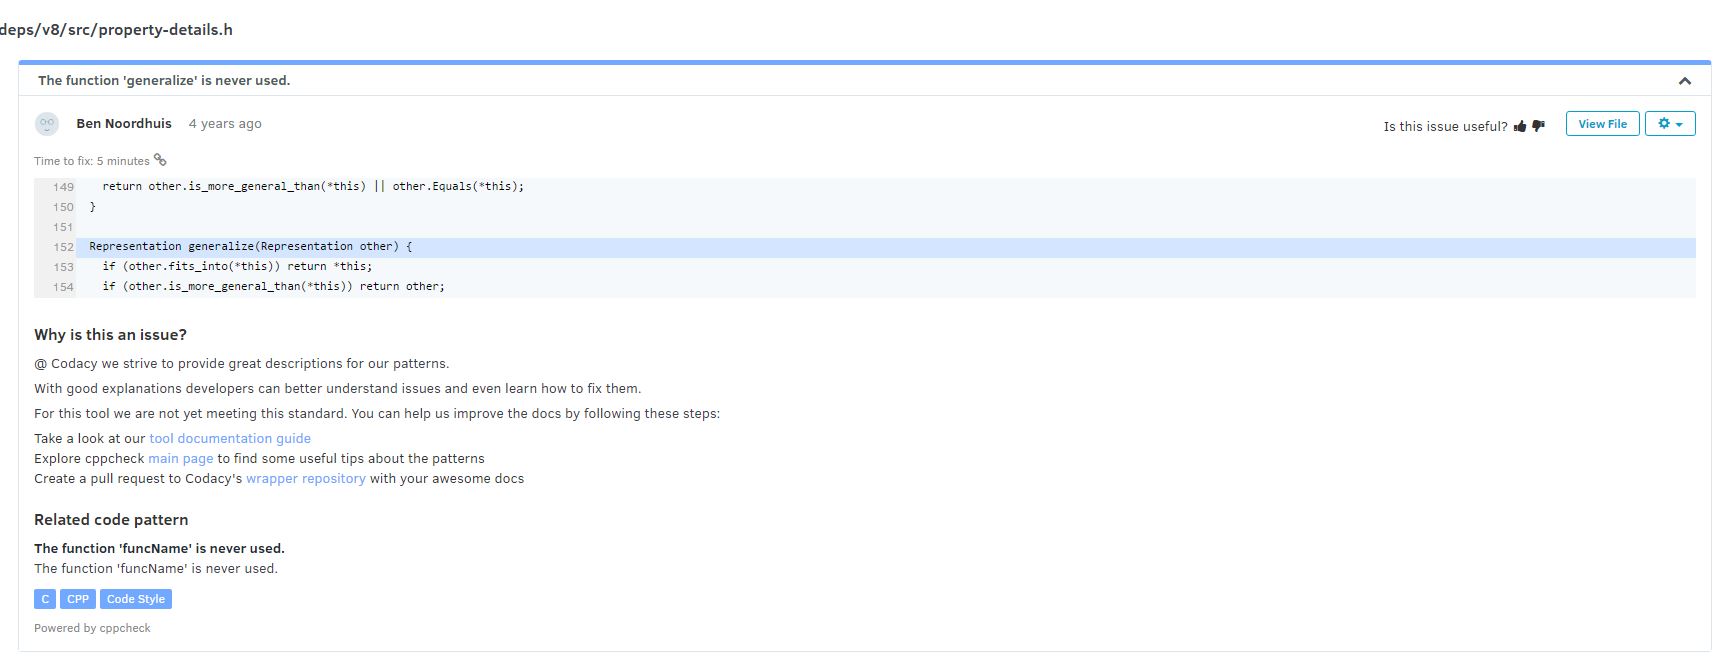 deps/v8/src/property-details.h
The function 'generalize' is never used.
Ben Noordhuis 4 years ago
Is this issue useful? View File
Time to fix: 5 minutes
149 return other.is_more_general_than(*this) || other.Equals(*this);
150 }
151
152 Representation generalize(Representation other) {
153 if (other.fits_into(*this)) return *this;
154 if (other.is_more_general_than(*this)) return other;
Why is this an issue?
@ Codacy we strive to provide great descriptions for our patterns.
With good explanations developers can better understand issues and even learn how to fix them.
For this tool we are not yet meeting this standard. You can help us improve the docs by following these steps:
Take a look at our tool documentation guide
Explore cppcheck main page to find some useful tips about the patterns
Create a pull request to Codacy's wrapper repository with your awesome docs
Related code pattern
The function 'funcName' is never used.
The function 'funcName' is never used.
C CPP Code Style
Powered by cppcheck